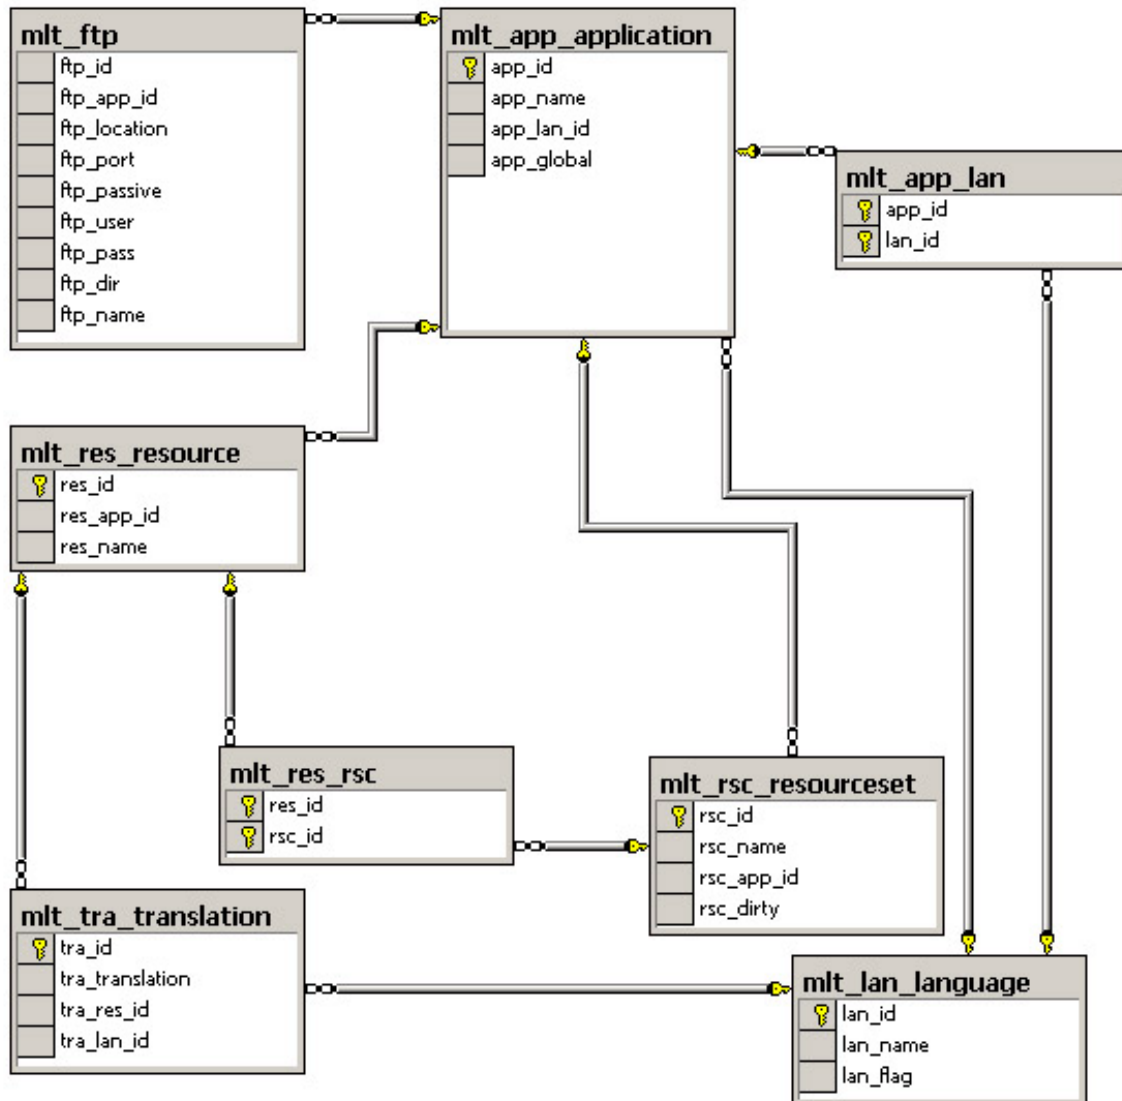 mlt_ftp
ftp_id
ftp_app_id
ftp_location
ftp_port
ftp_passive
ftp_user
ftp_pass
ftp_dir
ftp_name
mlt_app_application
app_id
app_name
app_lan_id
app_global
mlt_app_lan
app_id
lan_id
mlt_res_resource
res_id
res_app_id
res_name
mlt_res_rsc
res_id
rsc_id
mlt_rsc_resourceset
rsc_id
rsc_name
rsc_app_id
rsc_dirty
mlt_tra_translation
tra_id
tra_translation
tra_res_id
tra_lan_id
mlt_lan_language
lan_id
lan_name
lan_flag